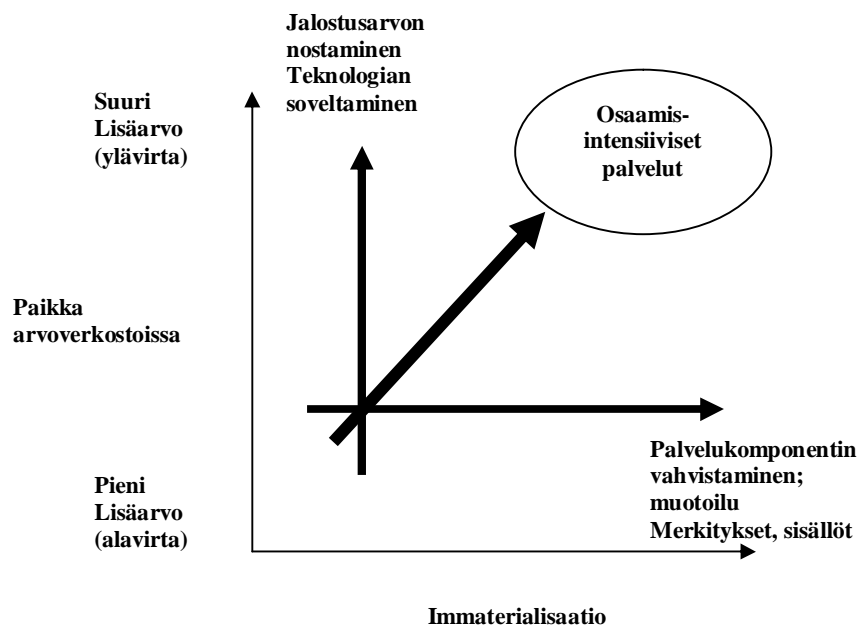 Jalostusarvon
nostaminen
Teknologian
soveltaminen
Suuri
Lisäarvo
(ylävirta)
Osaamis-
intensiiviset
palvelut
Paikka
arvoverkostoissa
Palvelukomponentin
vahvistaminen;
muotoilu
Merkitykset, sisällöt
Pieni
Lisäarvo
(alavirta)
Immaterialisaatio